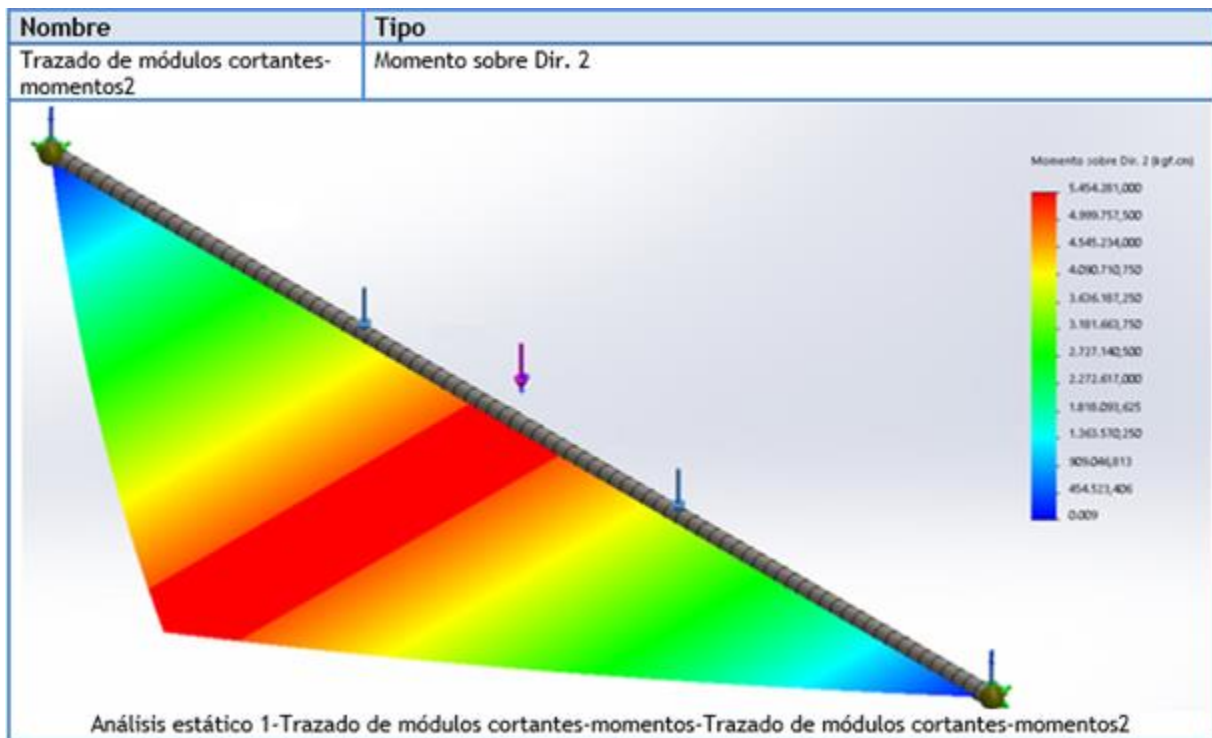 Nombre
Tipo
Trazado de módulos cortantes-
momentos2
Momento sobre Dir. 2
Momento sobre Dir. 2 (kgf.cm)
5.454.281,000
4.999.757,500
4.545.234,000
4.090.710,750
3.636.187,250
3.181.663,750
2.727.140,500
2.272.617,000
1.818.093,625
1.363.570,250
909.046,813
454.523,406
0.009
Análisis estático 1-Trazado de módulos cortantes-momentos-Trazado de módulos cortantes-momentos2